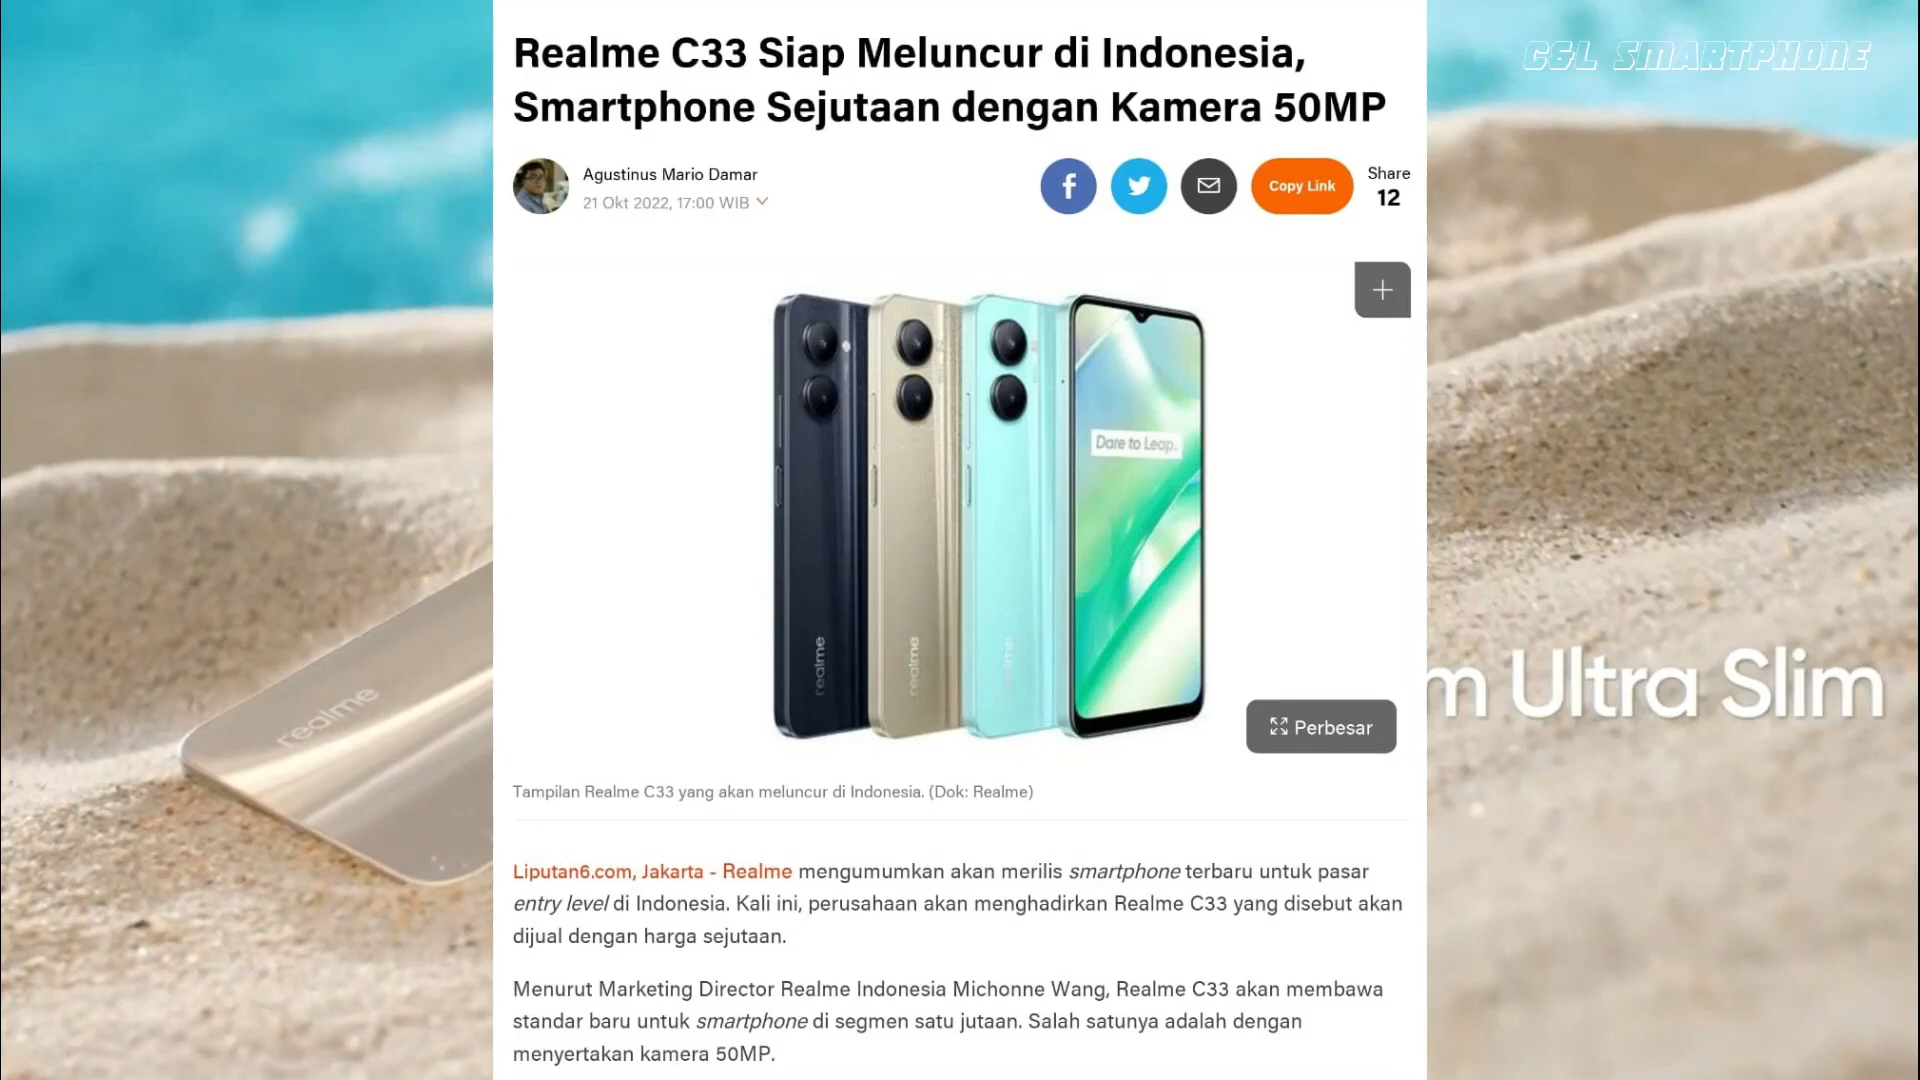 C&L SMARTPHONE
Realme C33 Siap Meluncur di Indonesia,
Smartphone Sejutaan dengan Kamera 50MP
Agustinus Mario Damar
21 Okt 2022, 17:00 WIB
f
Copy Link
Share
12
Dare to Leap.
realme
realme
realme
Perbesar
realme
m Ultra Slim
Tampilan Realme C33 yang akan meluncur di Indonesia. (Dok: Realme)
Liputan6.com, Jakarta - Realme mengumumkan akan merilis smartphone terbaru untuk pasar
entry level di Indonesia. Kali ini, perusahaan akan menghadirkan Realme C33 yang disebut akan
dijual dengan harga sejutaan.
Menurut Marketing Director Realme Indonesia Michonne Wang, Realme C33 akan membawa
standar baru untuk smartphone di segmen satu jutaan. Salah satunya adalah dengan
menyertakan kamera 50MP.